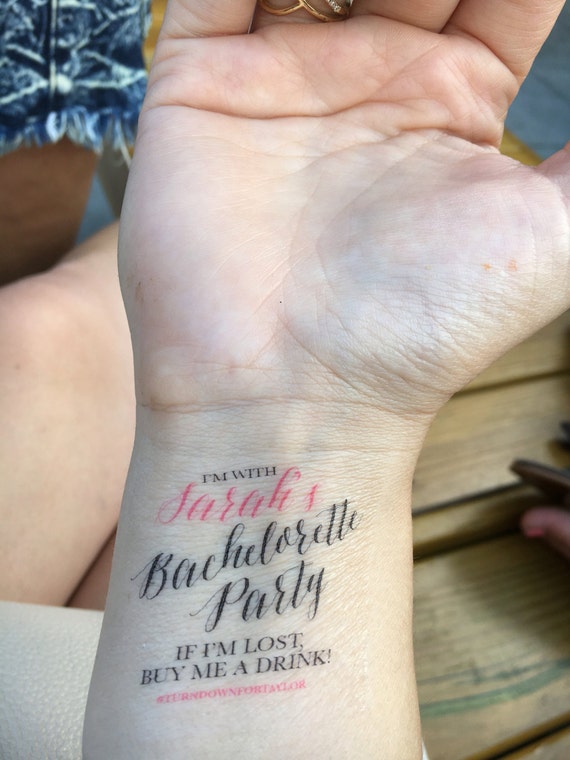 I'M WITH
Sarah's
Bachelorette
Party
IF I'M LOST,
BUY ME A DRINK!
#TURNDOWNFORTAYLOR